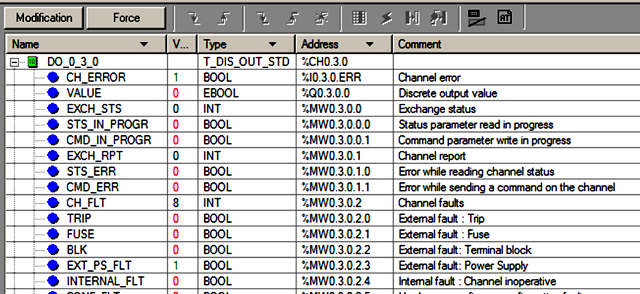 Modification Force
Name V... Type Address Comment
DO_0_3_0 T_DIS_OUT_STD %CH0.3.0
CH_ERROR 1 BOOL %I0.3.0.ERR Channel error
VALUE 0 EBOOL %Q0.3.0.0 Discrete output value
EXCH_STS 0 INT %MW0.3.0.0 Exchange status
STS_IN_PROGR 0 BOOL %MW0.3.0.0.0 Status parameter read in progress
CMD_IN_PROGR 0 BOOL %MW0.3.0.0.1 Command parameter write in progress
EXCH_RPT 0 INT %MW0.3.0.1 Channel report
STS_ERR 0 BOOL %MW0.3.0.1.0 Error while reading channel status
CMD_ERR 0 BOOL %MW0.3.0.1.1 Error while sending a command on the channel
CH_FLT 8 INT %MW0.3.0.2 Channel faults
TRIP 0 BOOL %MW0.3.0.2.0 External fault : Trip
FUSE 0 BOOL %MW0.3.0.2.1 External fault : Fuse
BLK 0 BOOL %MW0.3.0.2.2 External fault: Terminal block
EXT_PS_FLT 1 BOOL %MW0.3.0.2.3 External fault: Power Supply
INTERNAL_FLT 0 BOOL %MW0.3.0.2.4 Internal fault : Channel inoperative